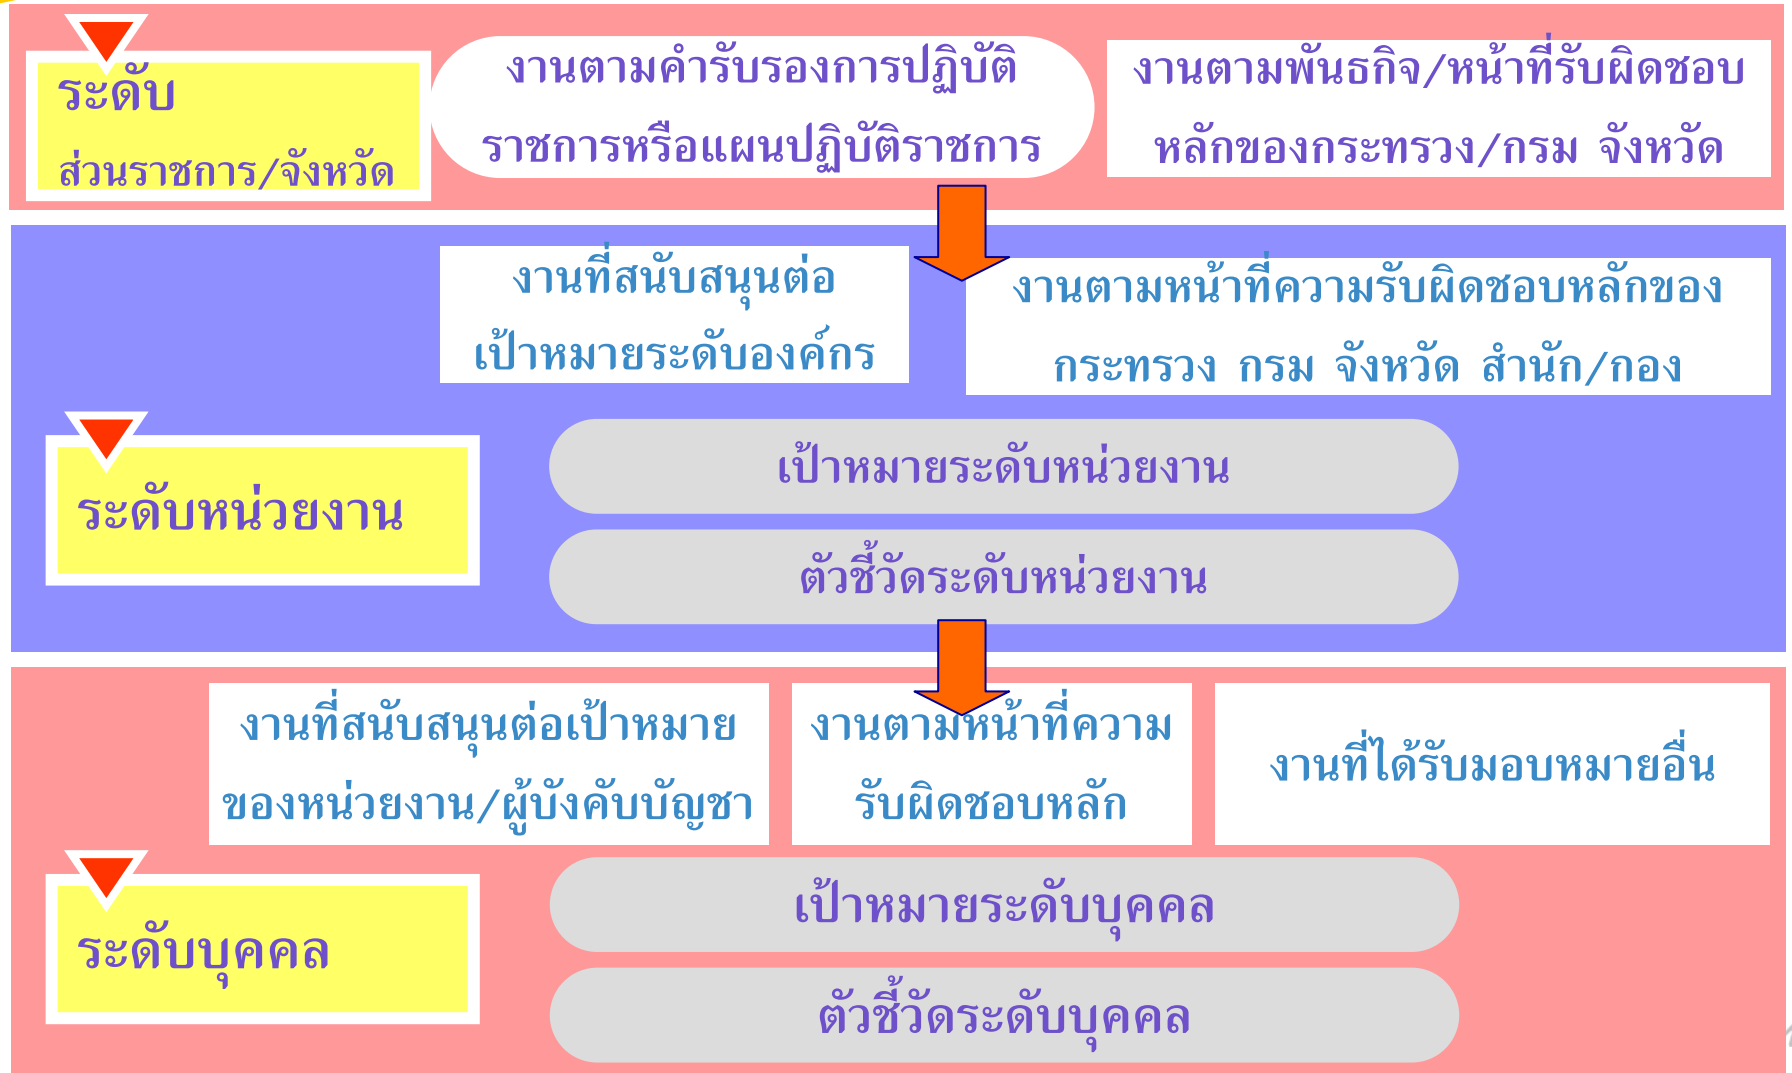 ระดับ
ส่วนราชการ/จังหวัด
งานตามคำรับรองการปฏิบัติ
ราชการหรือแผนปฏิบัติราชการ
งานตามพันธกิจ/หน้าที่รับผิดชอบ
หลักของกระทรวง/กรม จังหวัด
งานที่สนับสนุนต่อ
เป้าหมายระดับองค์กร
งานตามหน้าที่ความรับผิดชอบหลักของ
กระทรวง กรม จังหวัด สำนัก/กอง
ระดับหน่วยงาน
เป้าหมายระดับหน่วยงาน
ตัวชี้วัดระดับหน่วยงาน
งานที่สนับสนุนต่อเป้าหมาย
ของหน่วยงาน/ผู้บังคับบัญชา
งานตามหน้าที่ความ
รับผิดชอบหลัก
งานที่ได้รับมอบหมายอื่น
ระดับบุคคล
เป้าหมายระดับบุคคล
ตัวชี้วัดระดับบุคคล